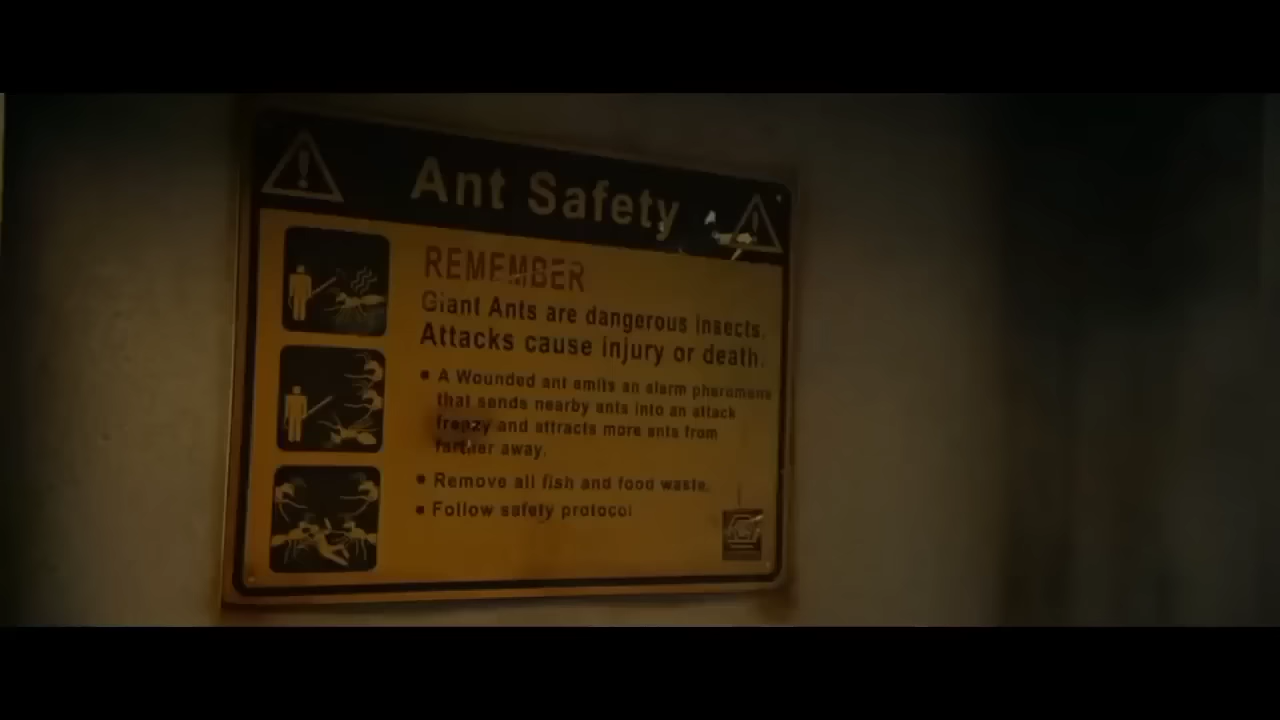 Ant Safety
REMEMBER
Giant Ants are dangerous insects.
Attacks cause injury or death.
• A Wounded ant emits an alarm pheromone
that sends nearby ants into an attack
frenzy and attracts more ants from
farther away.
• Remove all fish and food waste.
• Follow safety protocol